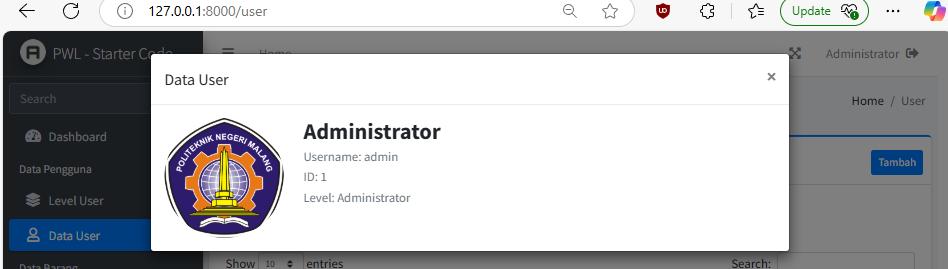 127.0.0.1:8000/user
Update
PWL - Starter Code
Home
Administrator
Data User
×
Search
Home / User
POLITEKNIK NEGERI MALANG
Administrator
Username: admin
ID: 1
Level: Administrator
Dashboard
Data Pengguna
Tambah
Level User
Data User
Data Barang
Show 10 entries
Search: